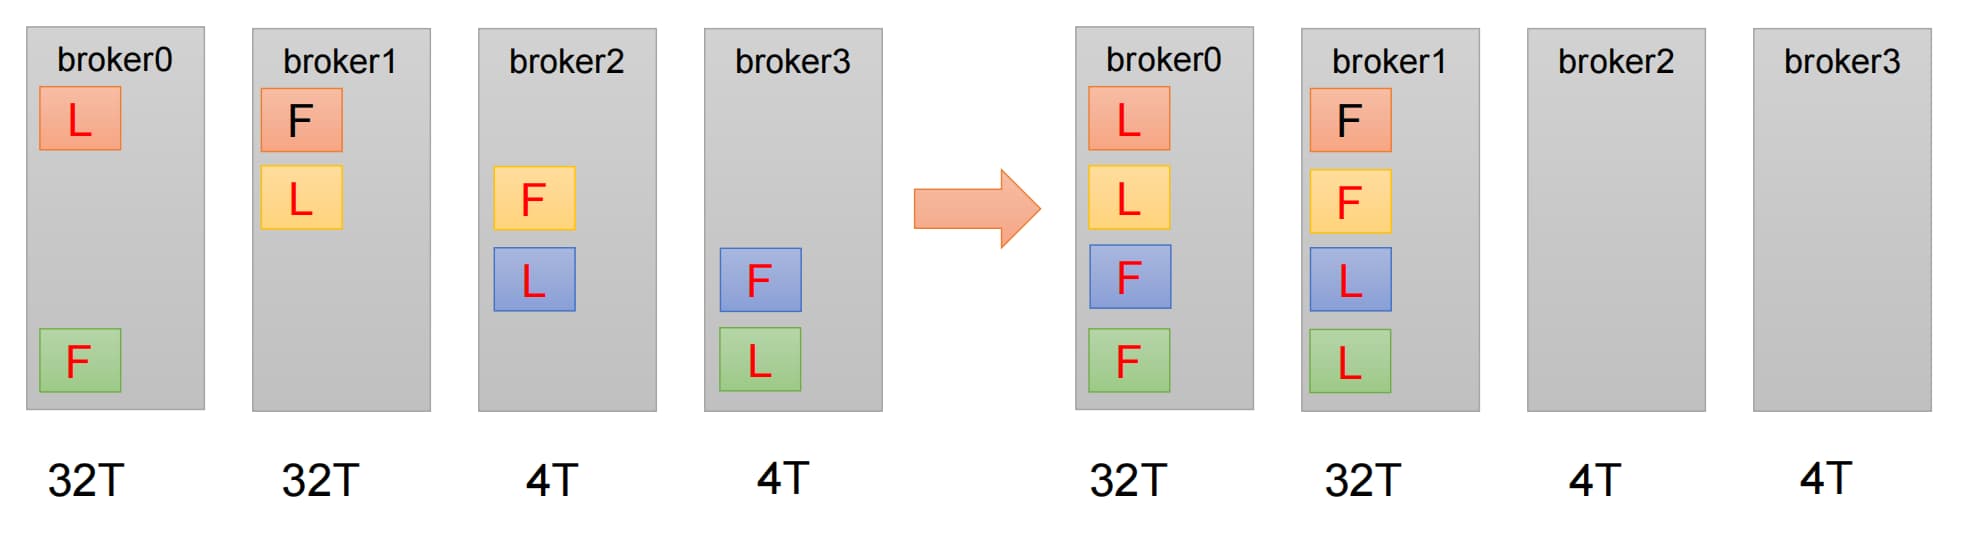 broker0 broker1 broker2 broker3 broker0 broker1 broker2 broker3
L F L F
L F L F
L F F L
F L F L
32T 32T 4T 4T 32T 32T 4T 4T